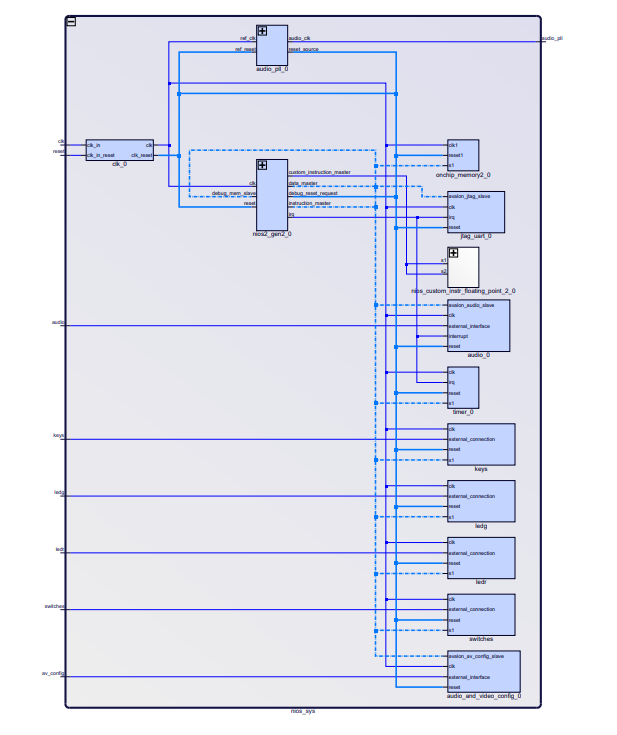 ref_clk audio_clk
ref_reset reset_source
audio_pll_0
audio_pll
clk
reset
clk_in clk
clk_in_reset clk_reset
clk_0
custom_instruction_master
clk data_master
debug_mem_slave debug_reset_request
reset instruction_master
irq
nios2_gen2_0
clk1
reset1
s1
onchip_memory2_0
avalon_jtag_slave
clk
irq
reset
jtag_uart_0
s1
s2
nios_custom_instr_floating_point_2_0
avalon_audio_slave
clk
audio external_interface
interrupt
reset
audio_0
clk
irq
reset
s1
timer_0
clk
keys external_connection
reset
s1
keys
clk
ledg external_connection
reset
s1
ledg
clk
ledr external_connection
reset
s1
ledr
clk
switches external_connection
reset
s1
switches
avalon_av_config_slave
clk
av_config external_interface
reset
audio_and_video_config_0
nios_sys